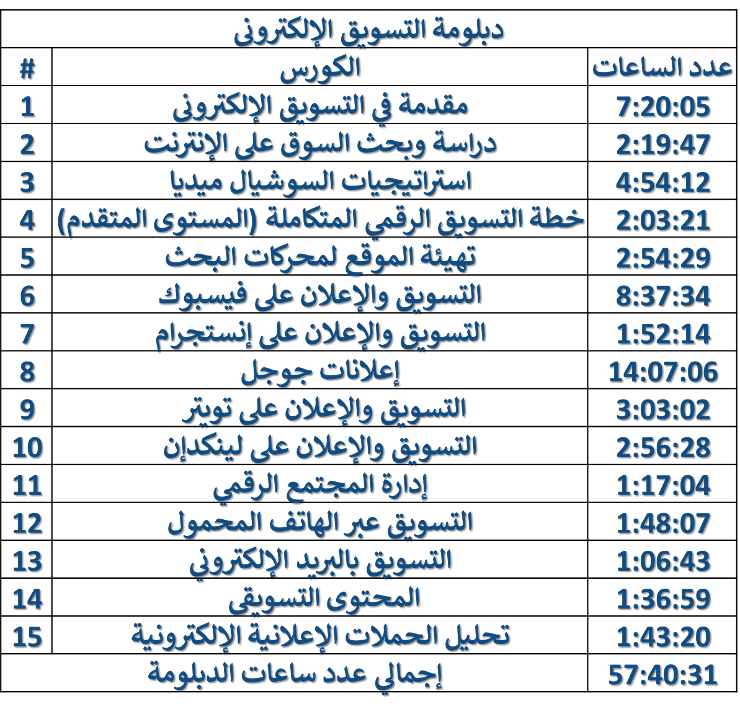 دبلومة التسويق الإلكترونى
# الكورس عدد الساعات
1 مقدمة في التسويق الإلكترونى 7:20:05
2 دراسة وبحث السوق على الإنترنت 2:19:47
3 استراتيجيات السوشيال ميديا 4:54:12
4 خطة التسويق الرقمي المتكاملة (المستوى المتقدم) 2:03:21
5 تهيئة الموقع لمحركات البحث 2:54:29
6 التسويق والإعلان على فيسبوك 8:37:34
7 التسويق والإعلان على إنستجرام 1:52:14
8 إعلانات جوجل 14:07:06
9 التسويق والإعلان على تويتر 3:03:02
10 التسويق والإعلان على لينكدإن 2:56:28
11 إدارة المجتمع الرقمي 1:17:04
12 التسويق عبر الهاتف المحمول 1:48:07
13 التسويق بالبريد الإلكتروني 1:06:43
14 المحتوى التسويقى 1:36:59
15 تحليل الحملات الإعلانية الإلكترونية 1:43:20
إجمالي عدد ساعات الدبلومة 57:40:31